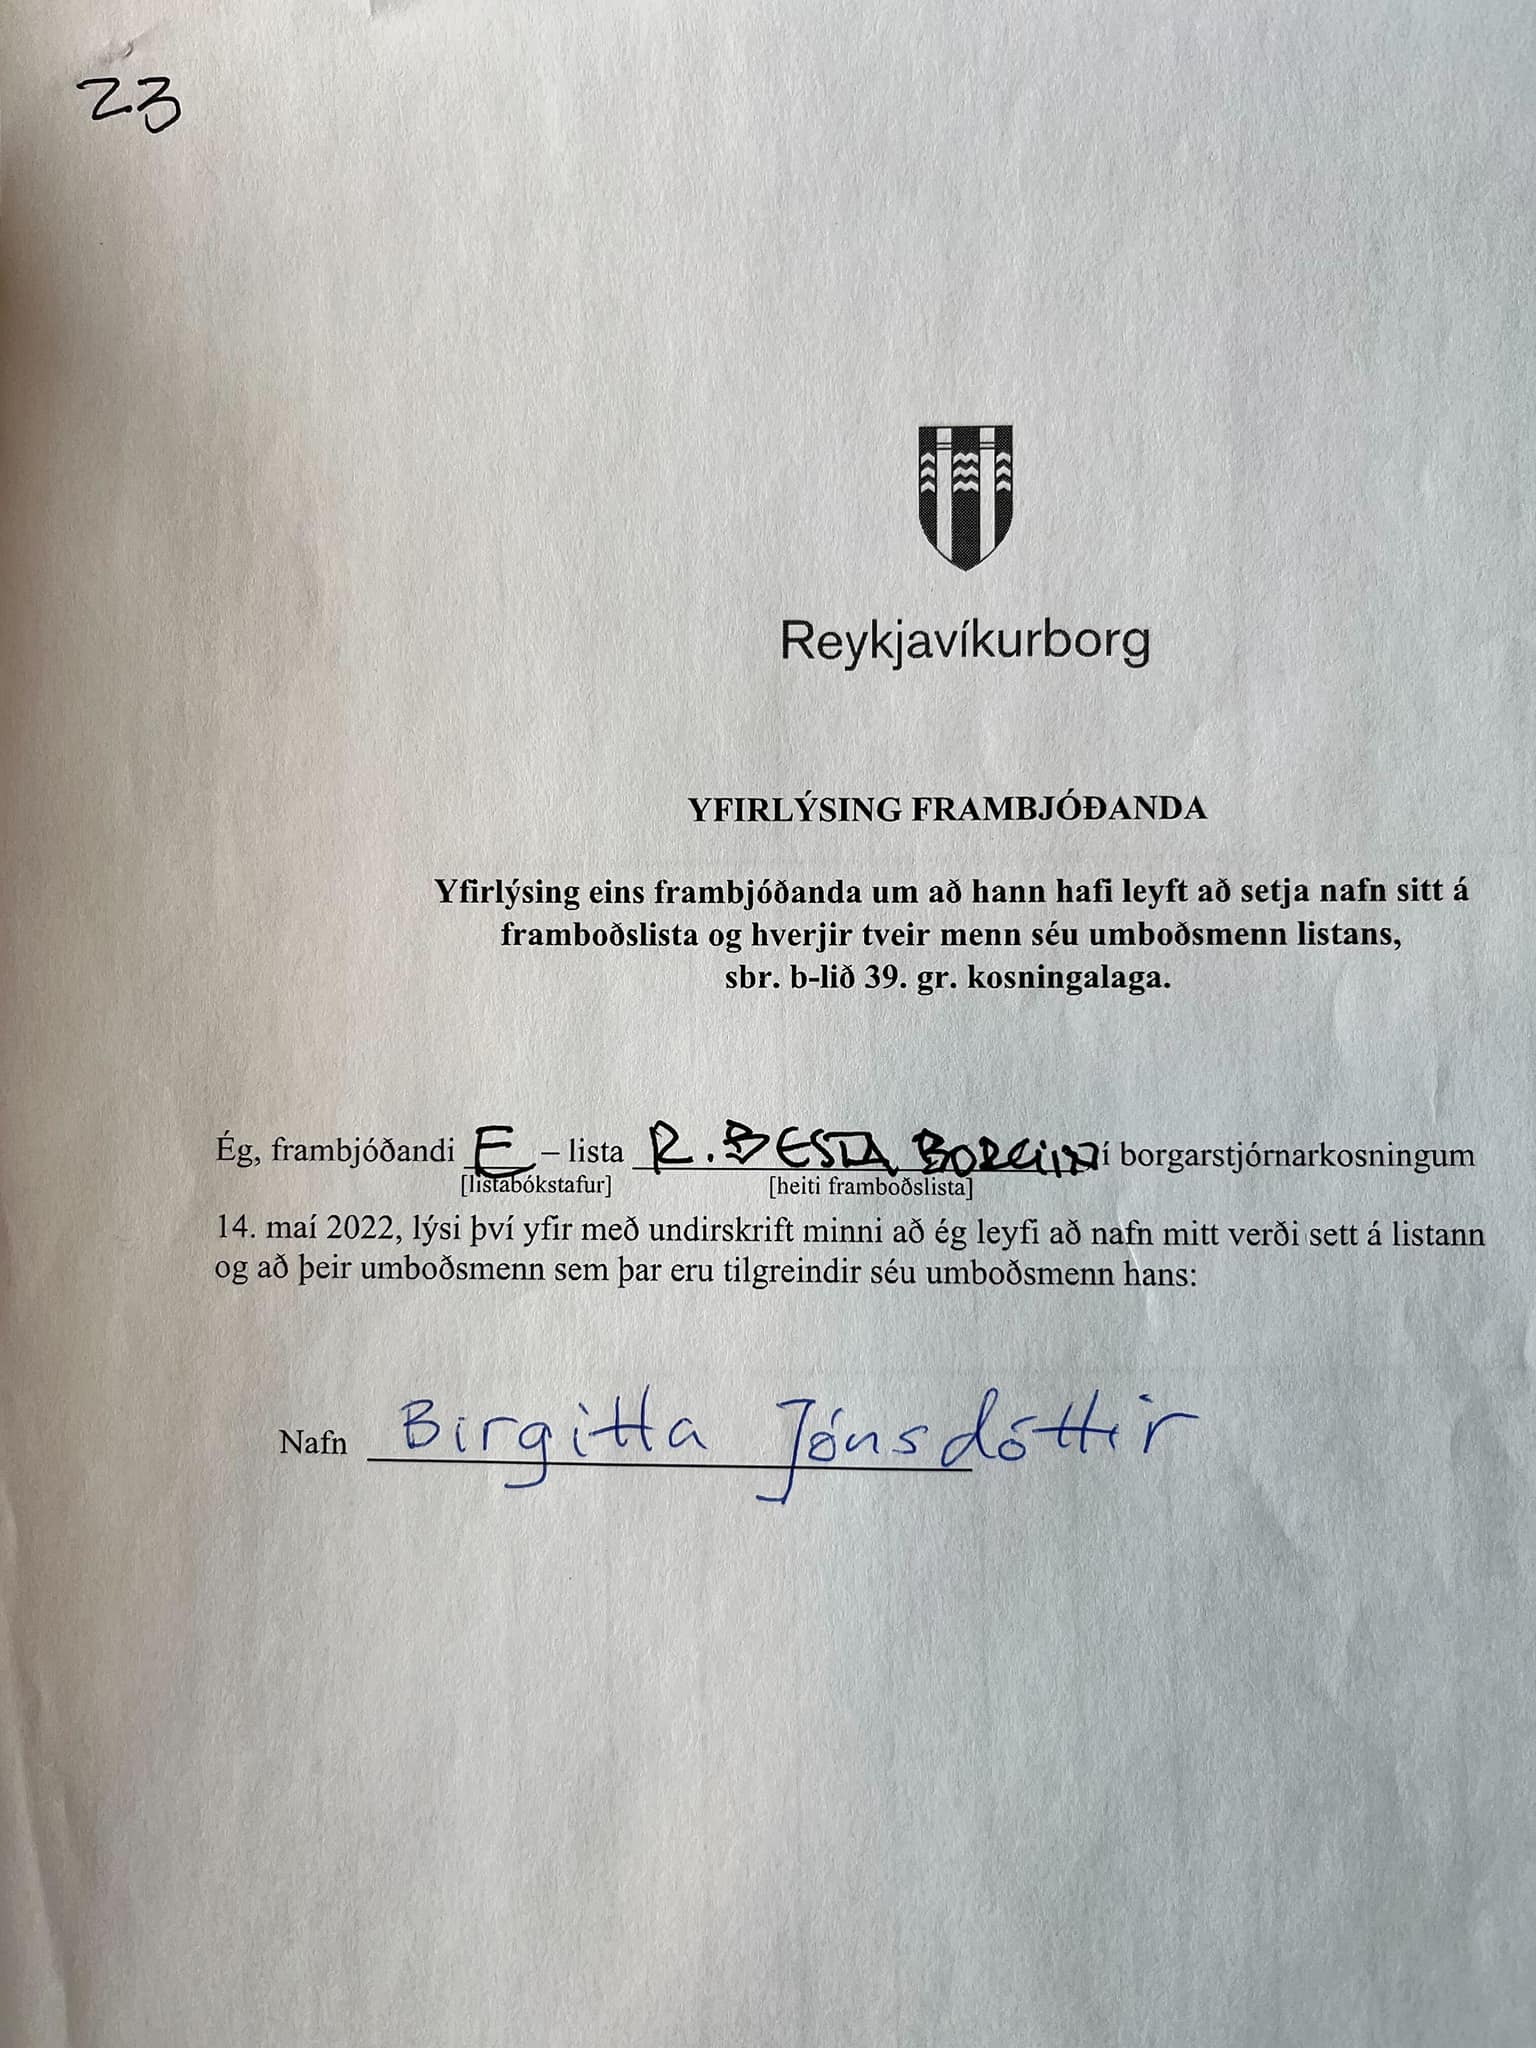 23
Reykjavíkurborg
YFIRLÝSING FRAMBJÓÐANDA
Yfirlýsing eins frambjóðanda um að hann hafi leyft að setja nafn sitt á
framboðslista og hverjir tveir menn séu umboðsmenn listans,
sbr. b-lið 39. gr. kosningalaga.
Ég, frambjóðandi E – lista R. BESTA BORGIN í borgarstjórnarkosningum
[listabókstafur] [heiti framboðslista]
14. maí 2022, lýsi því yfir með undirskrift minni að ég leyfi að nafn mitt verði sett á listann
og að þeir umboðsmenn sem þar eru tilgreindir séu umboðsmenn hans:
Nafn Birgitta Jónsdóttir